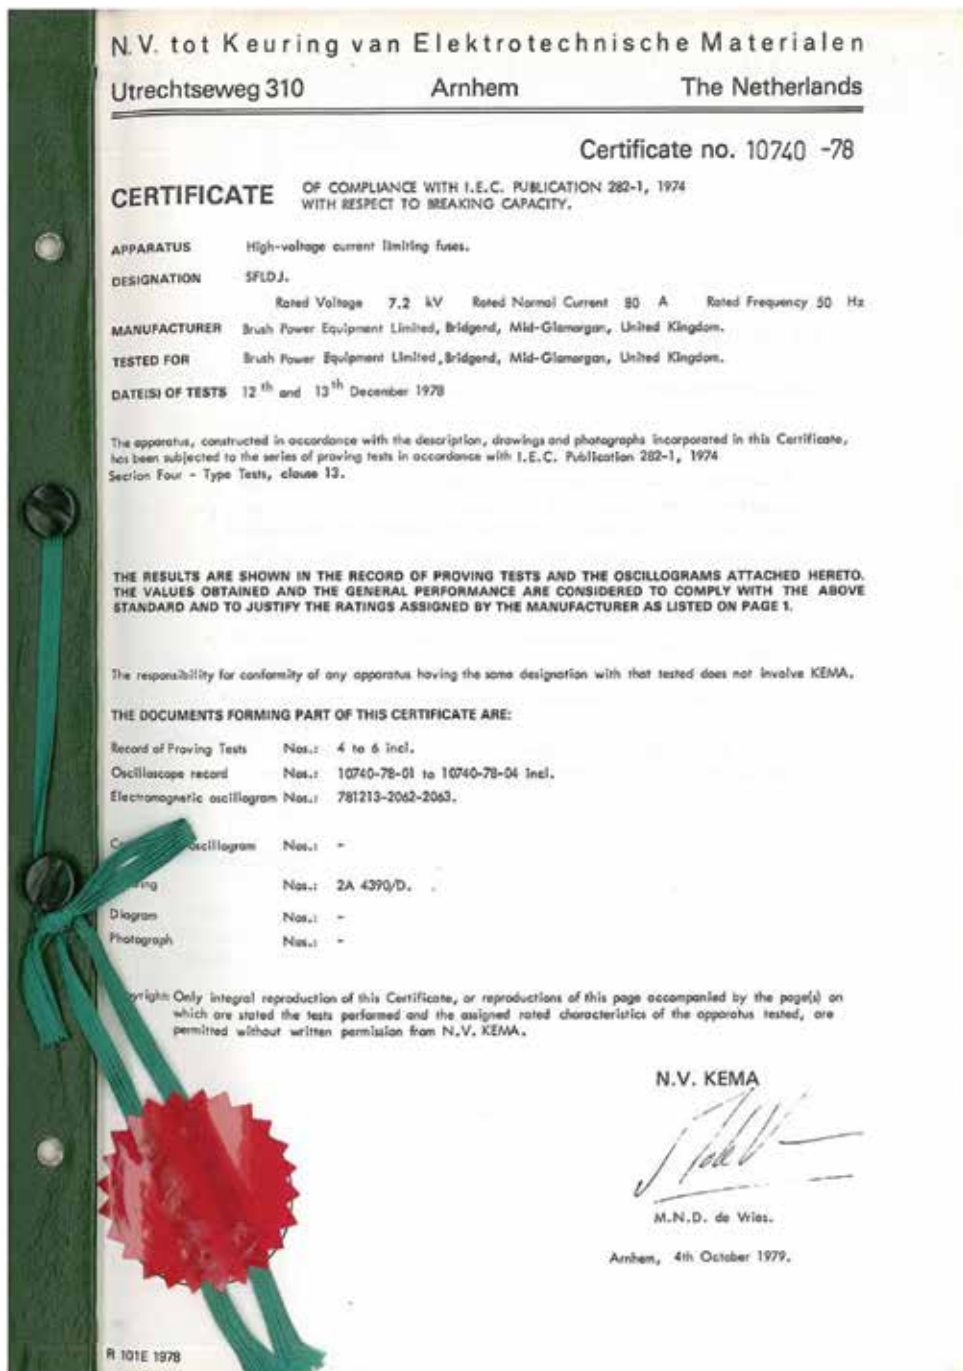 N.V. tot Keuring van Elektrotechnische Materialen
Utrechtseweg 310 Arnhem The Netherlands
Certificate no. 10740 -78
CERTIFICATE OF COMPLIANCE WITH I.E.C. PUBLICATION 282-1, 1974
WITH RESPECT TO BREAKING CAPACITY.
APPARATUS High-voltage current limiting fuses.
DESIGNATION SFLDJ.
Rated Voltage 7.2 kV Rated Normal Current 80 A Rated Frequency 50 Hz
MANUFACTURER Brush Power Equipment Limited, Bridgend, Mid-Glamorgan, United Kingdom.
TESTED FOR Brush Power Equipment Limited, Bridgend, Mid-Glamorgan, United Kingdom.
DATE(S) OF TESTS 12th and 13th December 1978
The apparatus, constructed in accordance with the description, drawings and photographs incorporated in this Certificate,
has been subjected to the series of proving tests in accordance with I.E.C. Publication 282-1, 1974
Section Four - Type Tests, clause 13.
THE RESULTS ARE SHOWN IN THE RECORD OF PROVING TESTS AND THE OSCILLOGRAMS ATTACHED HERETO.
THE VALUES OBTAINED AND THE GENERAL PERFORMANCE ARE CONSIDERED TO COMPLY WITH THE ABOVE
STANDARD AND TO JUSTIFY THE RATINGS ASSIGNED BY THE MANUFACTURER AS LISTED ON PAGE 1.
The responsibility for conformity of any apparatus having the same designation with that tested does not involve KEMA.
THE DOCUMENTS FORMING PART OF THIS CERTIFICATE ARE:
Record of Proving Tests Nos.: 4 to 6 incl.
Oscilloscope record Nos.: 10740-78-01 to 10740-78-04 incl.
Electromagnetic oscillogram Nos.: 781213-2062-2063.
oscillogram Nos.: -
Nos.: 2A 4390/D.
Diagram Nos.: -
Photograph Nos.: -
yright: Only integral reproduction of this Certificate, or reproductions of this page accompanied by the page(s) on
which are stated the tests performed and the assigned rated characteristics of the apparatus tested, are
permitted without written permission from N.V. KEMA.
N.V. KEMA
M.N.D. de Vries.
Arnhem, 4th October 1979.
R 101E 1978